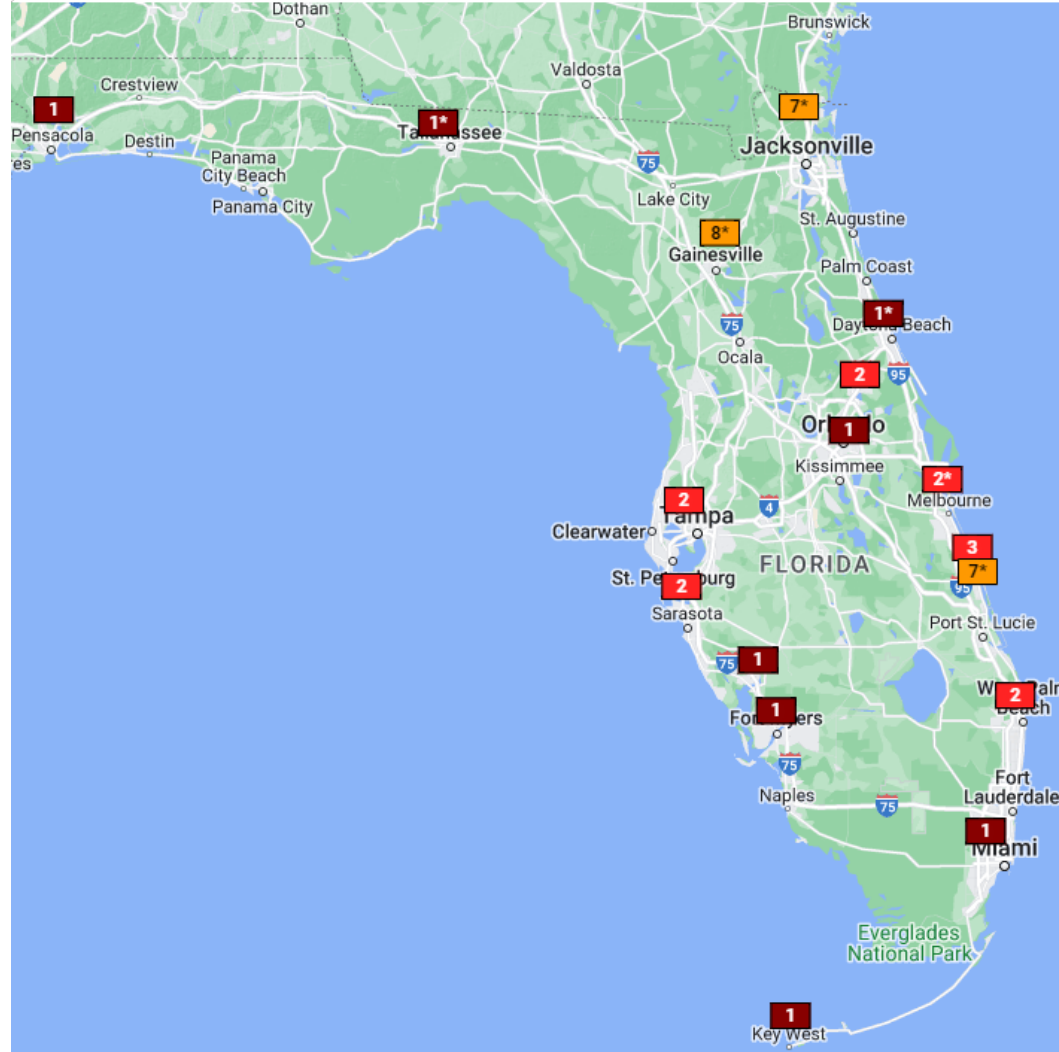 Dothan
Brunswick
Valdosta
Crestview
1
7*
1*
Pensacola
Destin
Jacksonville
res
Panama
City Beach
75
Panama City
Lake City
St. Augustine
8*
Gainesville
Palm Coast
1*
75
Ocala
2
95
1
Kissimmee
2*
Melbourne
2
4
Tampa
Clearwater
3
FLORIDA
7*
2
95
Sarasota
Port St. Lucie
1
75
2
Beach
1
75
Fort
Lauderdale
Naples
75
1
Miami
Everglades
National Park
1
Key West